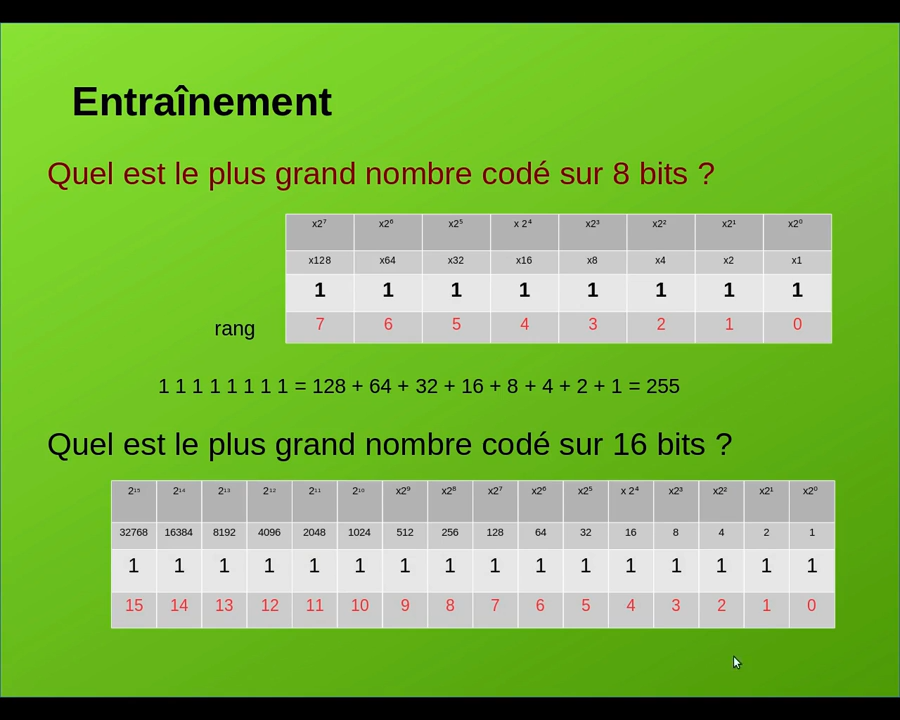 Entraînement
Quel est le plus grand nombre codé sur 8 bits ?
x2⁷ x2⁶ x2⁵ x 2⁴ x2³ x2² x2¹ x2⁰
x128 x64 x32 x16 x8 x4 x2 x1
1 1 1 1 1 1 1 1
rang 7 6 5 4 3 2 1 0
1 1 1 1 1 1 1 1 = 128 + 64 + 32 + 16 + 8 + 4 + 2 + 1 = 255
Quel est le plus grand nombre codé sur 16 bits ?
2¹⁵ 2¹⁴ 2¹³ 2¹² 2¹¹ 2¹⁰ x2⁹ x2⁸ x2⁷ x2⁶ x2⁵ x 2⁴ x2³ x2² x2¹ x2⁰
32768 16384 8192 4096 2048 1024 512 256 128 64 32 16 8 4 2 1
1 1 1 1 1 1 1 1 1 1 1 1 1 1 1 1
15 14 13 12 11 10 9 8 7 6 5 4 3 2 1 0